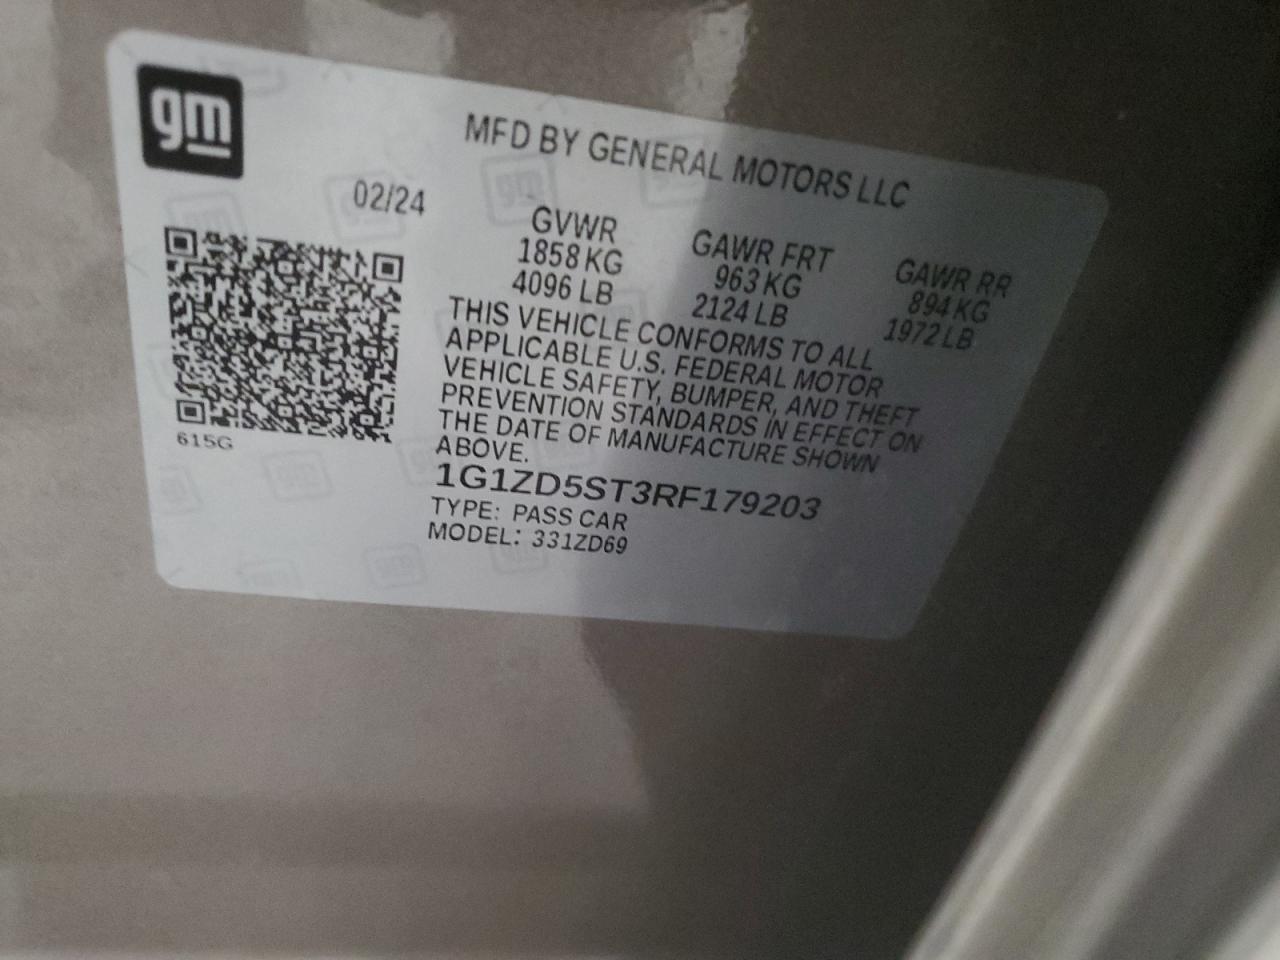 gm
MFD BY GENERAL MOTORS LLC
02/24
GVWR
1858 KG
4096 LB
GAWR FRT
963 KG
2124 LB
GAWR RR
894 KG
1972 LB
THIS VEHICLE CONFORMS TO ALL
APPLICABLE U.S. FEDERAL MOTOR
VEHICLE SAFETY, BUMPER, AND THEFT
PREVENTION STANDARDS IN EFFECT ON
THE DATE OF MANUFACTURE SHOWN
ABOVE.
615G
1G1ZD5ST3RF179203
TYPE: PASS CAR
MODEL: 331ZD69